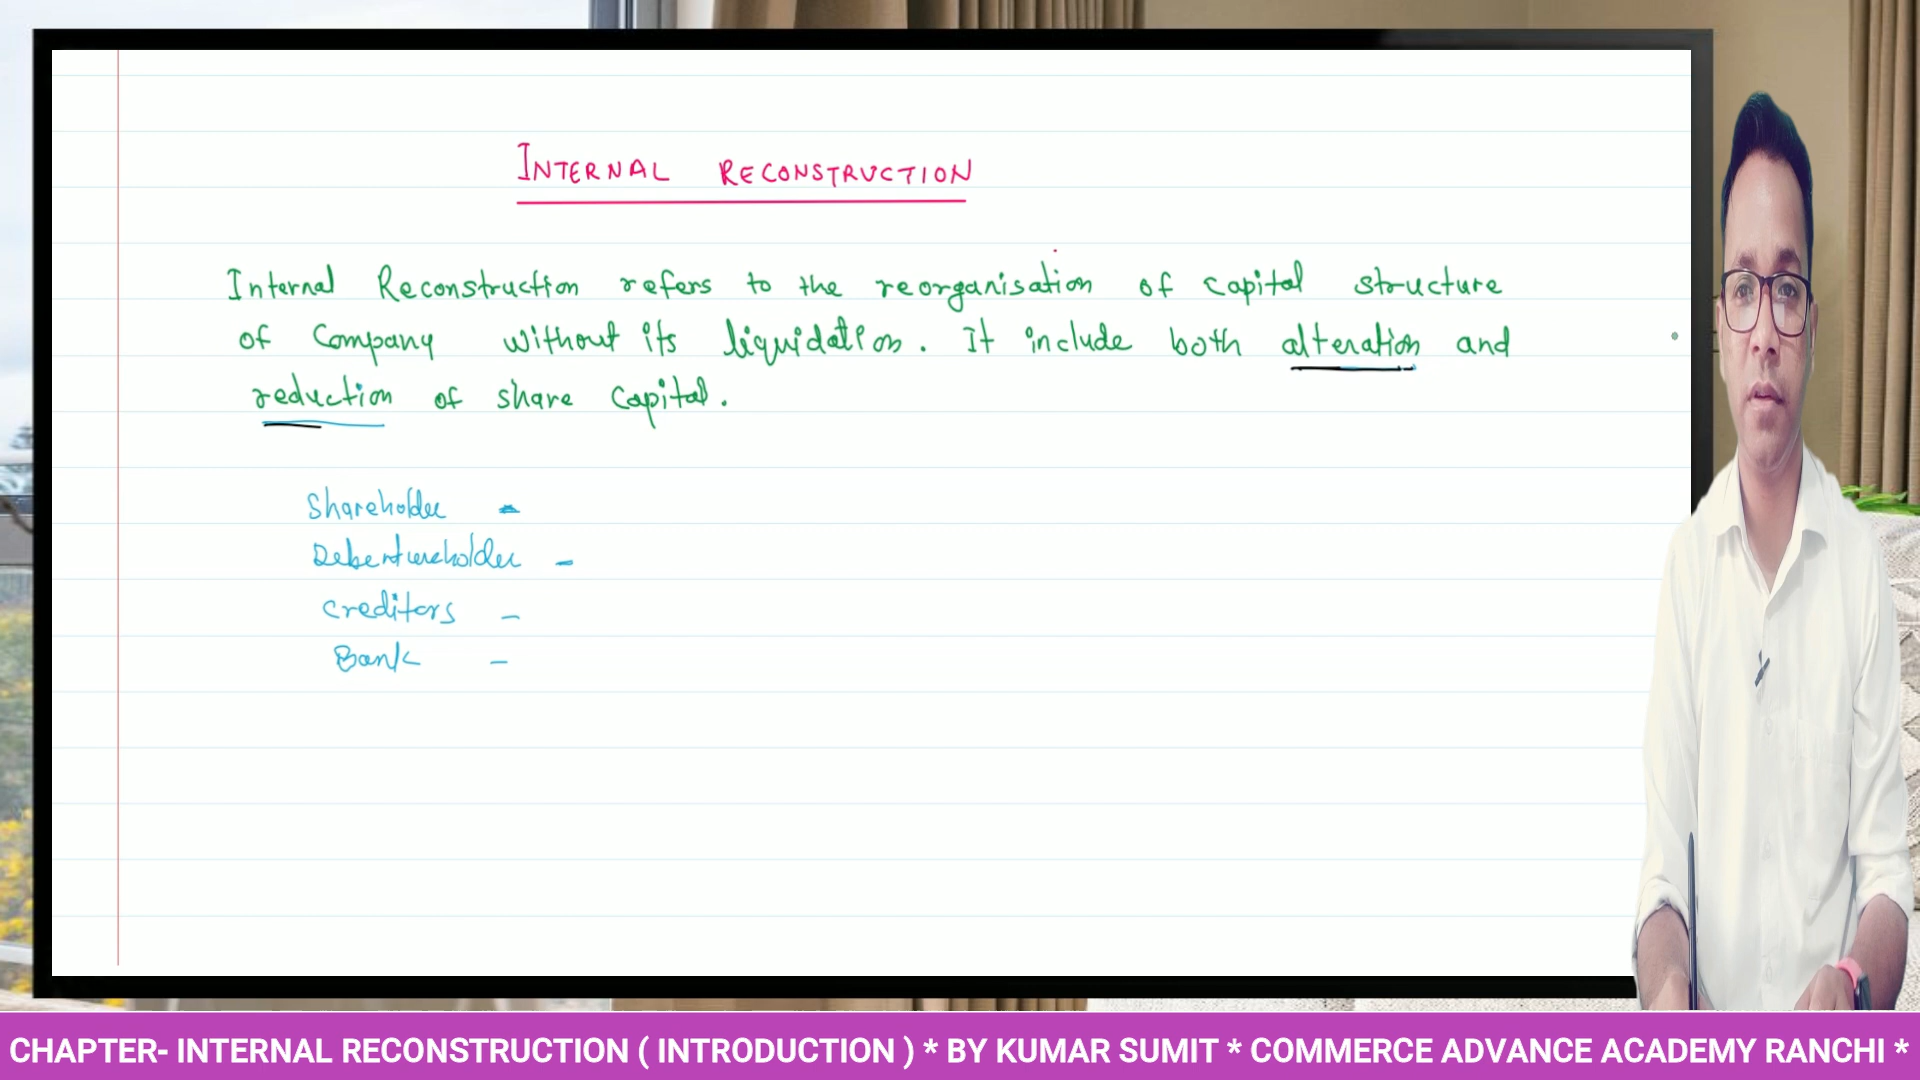 INTERNAL RECONSTRUCTION
Internal Reconstruction refers to the reorganisation of capital structure
of Company without its liquidation. It include both alteration and
reduction of share capital.
Shareholder -
Debentureholder -
Creditors -
Bank -
CHAPTER- INTERNAL RECONSTRUCTION ( INTRODUCTION ) * BY KUMAR SUMIT * COMMERCE ADVANCE ACADEMY RANCHI *